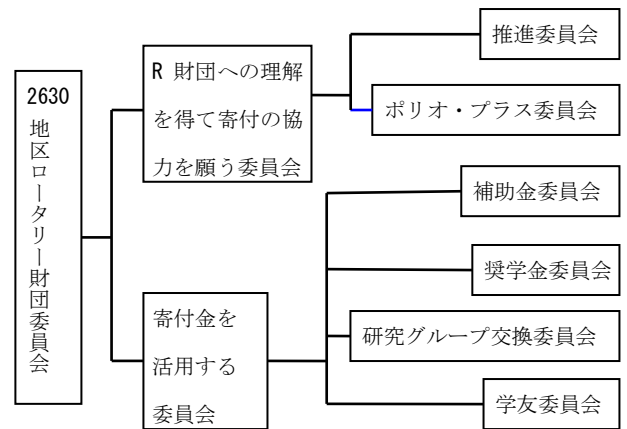 2630
地区ロータリー財団委員会
R 財団への理解
を得て寄付の協
力を願う委員会
推進委員会
ポリオ・プラス委員会
寄付金を
活用する
委員会
補助金委員会
奨学金委員会
研究グループ交換委員会
学友委員会